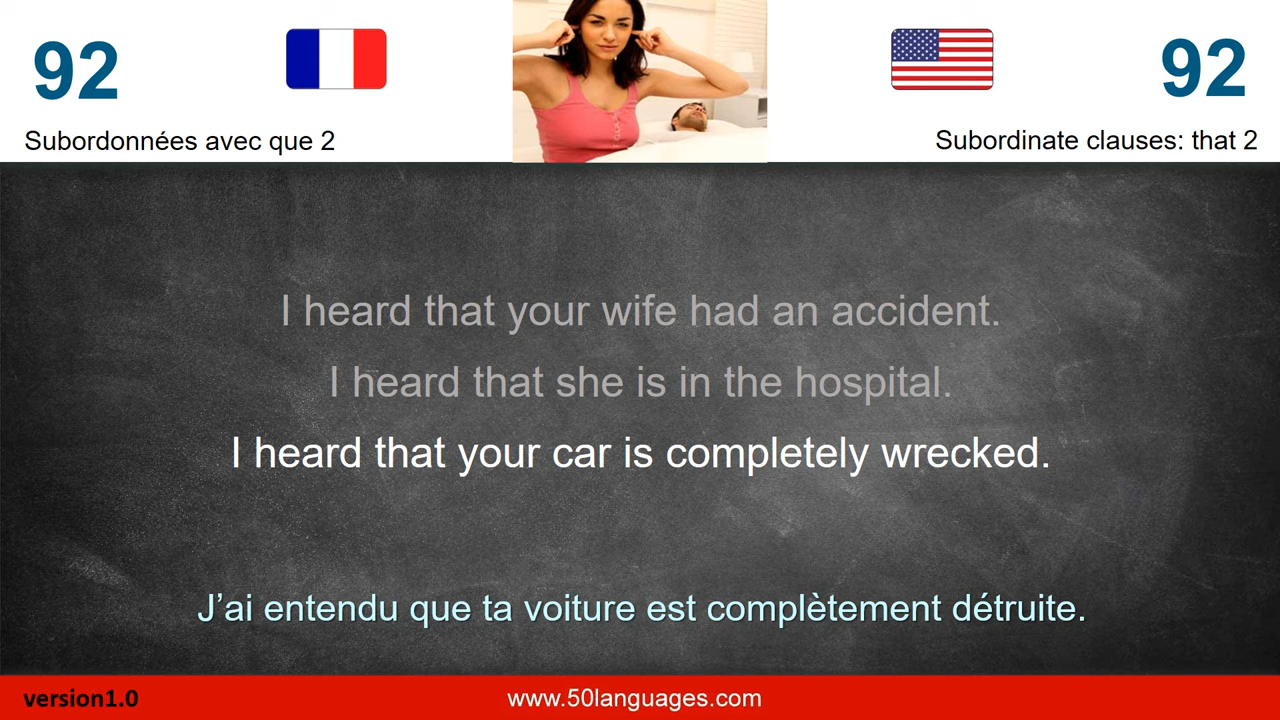 92
92
Subordonnées avec que 2
Subordinate clauses: that 2
I heard that your wife had an accident.
I heard that she is in the hospital.
I heard that your car is completely wrecked.
J’ai entendu que ta voiture est complètement détruite.
version1.0
www.50languages.com